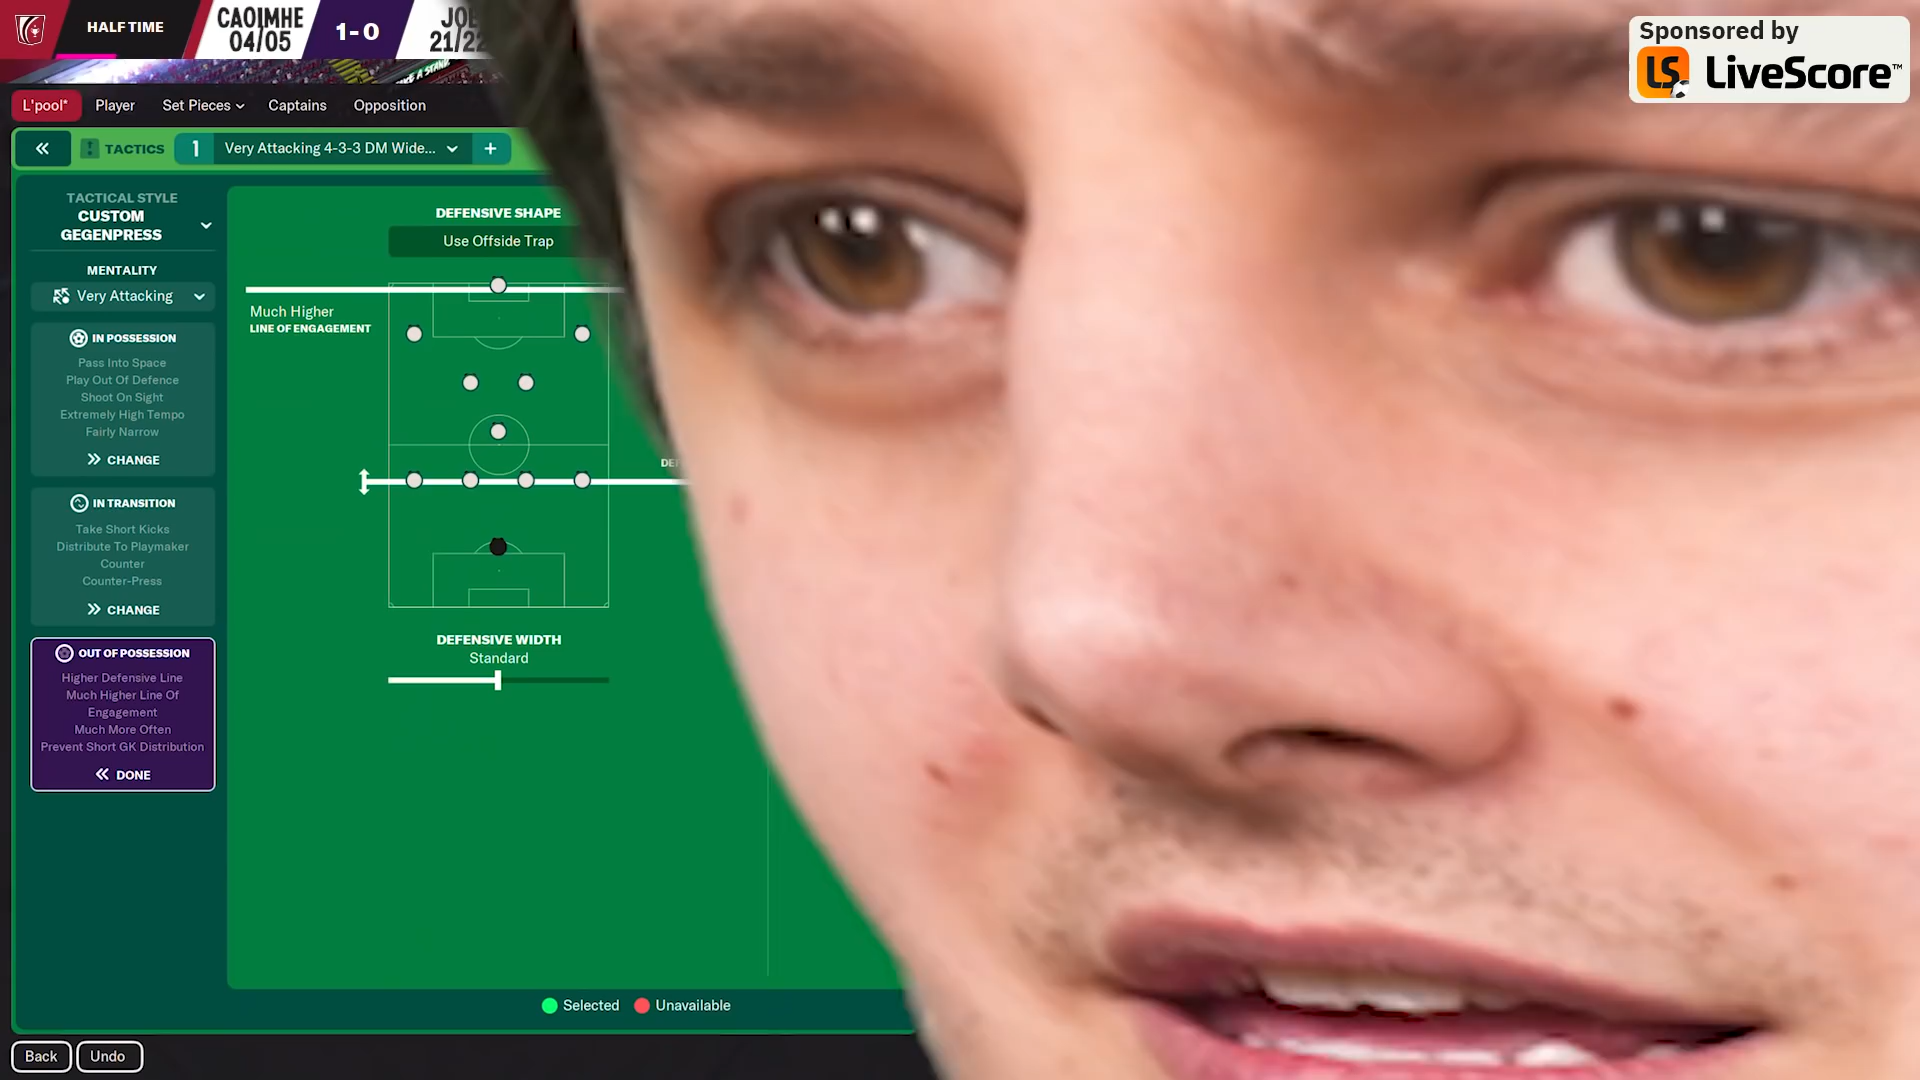 HALF TIME
CAOIMHE
04/05
1-0
21/22
Sponsored by
LS LiveScore™
L'pool*
Player
Set Pieces
Captains
Opposition
TACTICS
1
Very Attacking 4-3-3 DM Wide...
+
TACTICAL STYLE
CUSTOM
GEGENPRESS
MENTALITY
Very Attacking
IN POSSESSION
Pass Into Space
Play Out Of Defence
Shoot On Sight
Extremely High Tempo
Fairly Narrow
CHANGE
IN TRANSITION
Take Short Kicks
Distribute To Playmaker
Counter
Counter-Press
CHANGE
OUT OF POSSESSION
Higher Defensive Line
Much Higher Line Of
Engagement
Much More Often
Prevent Short GK Distribution
DONE
DEFENSIVE SHAPE
Use Offside Trap
Much Higher
LINE OF ENGAGEMENT
DEFENSIVE WIDTH
Standard
Selected
Unavailable
Back
Undo